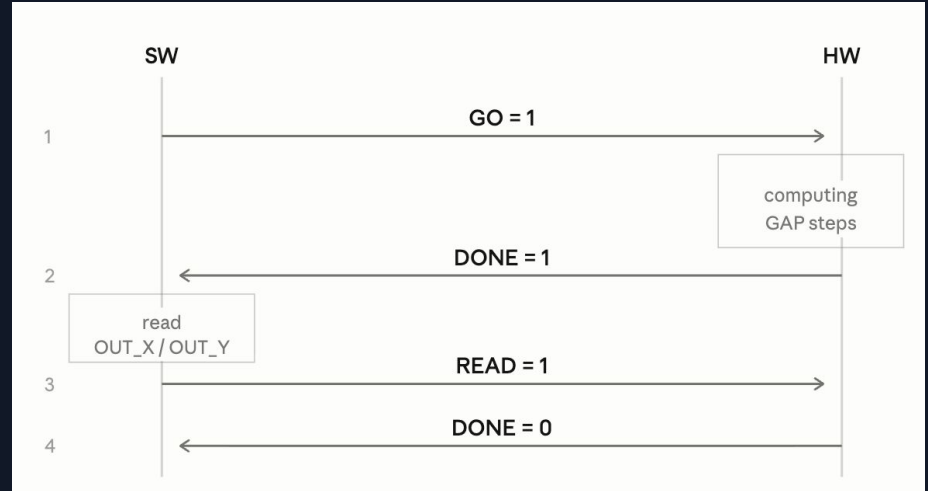 SW
HW
GO = 1
1
computing
GAP steps
DONE = 1
2
read
OUT_X / OUT_Y
READ = 1
3
DONE = 0
4